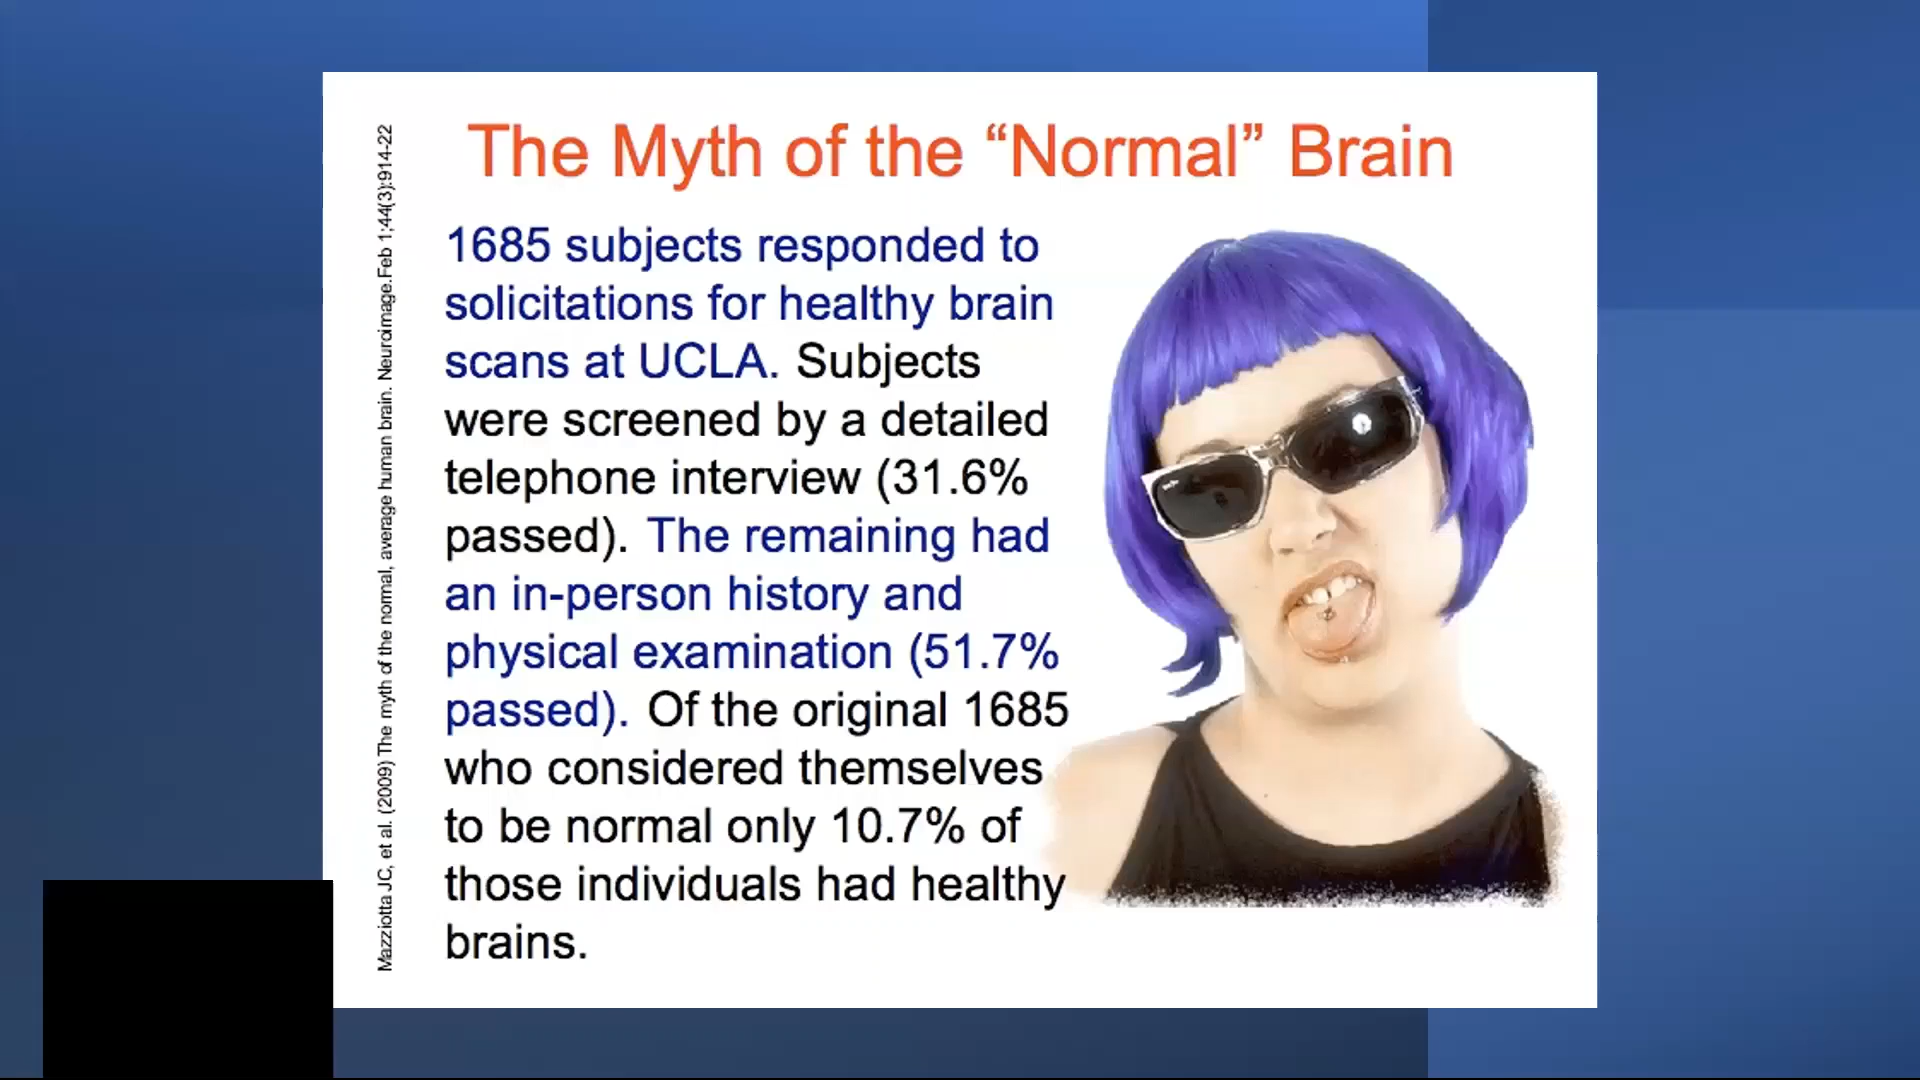 The Myth of the “Normal” Brain
1685 subjects responded to
solicitations for healthy brain
scans at UCLA. Subjects
were screened by a detailed
telephone interview (31.6%
passed). The remaining had
an in-person history and
physical examination (51.7%
passed). Of the original 1685
who considered themselves
to be normal only 10.7% of
those individuals had healthy
brains.
Mazziotta JC, et al. (2009) The myth of the normal, average human brain. Neuroimage.Feb 1;44(3):914-22